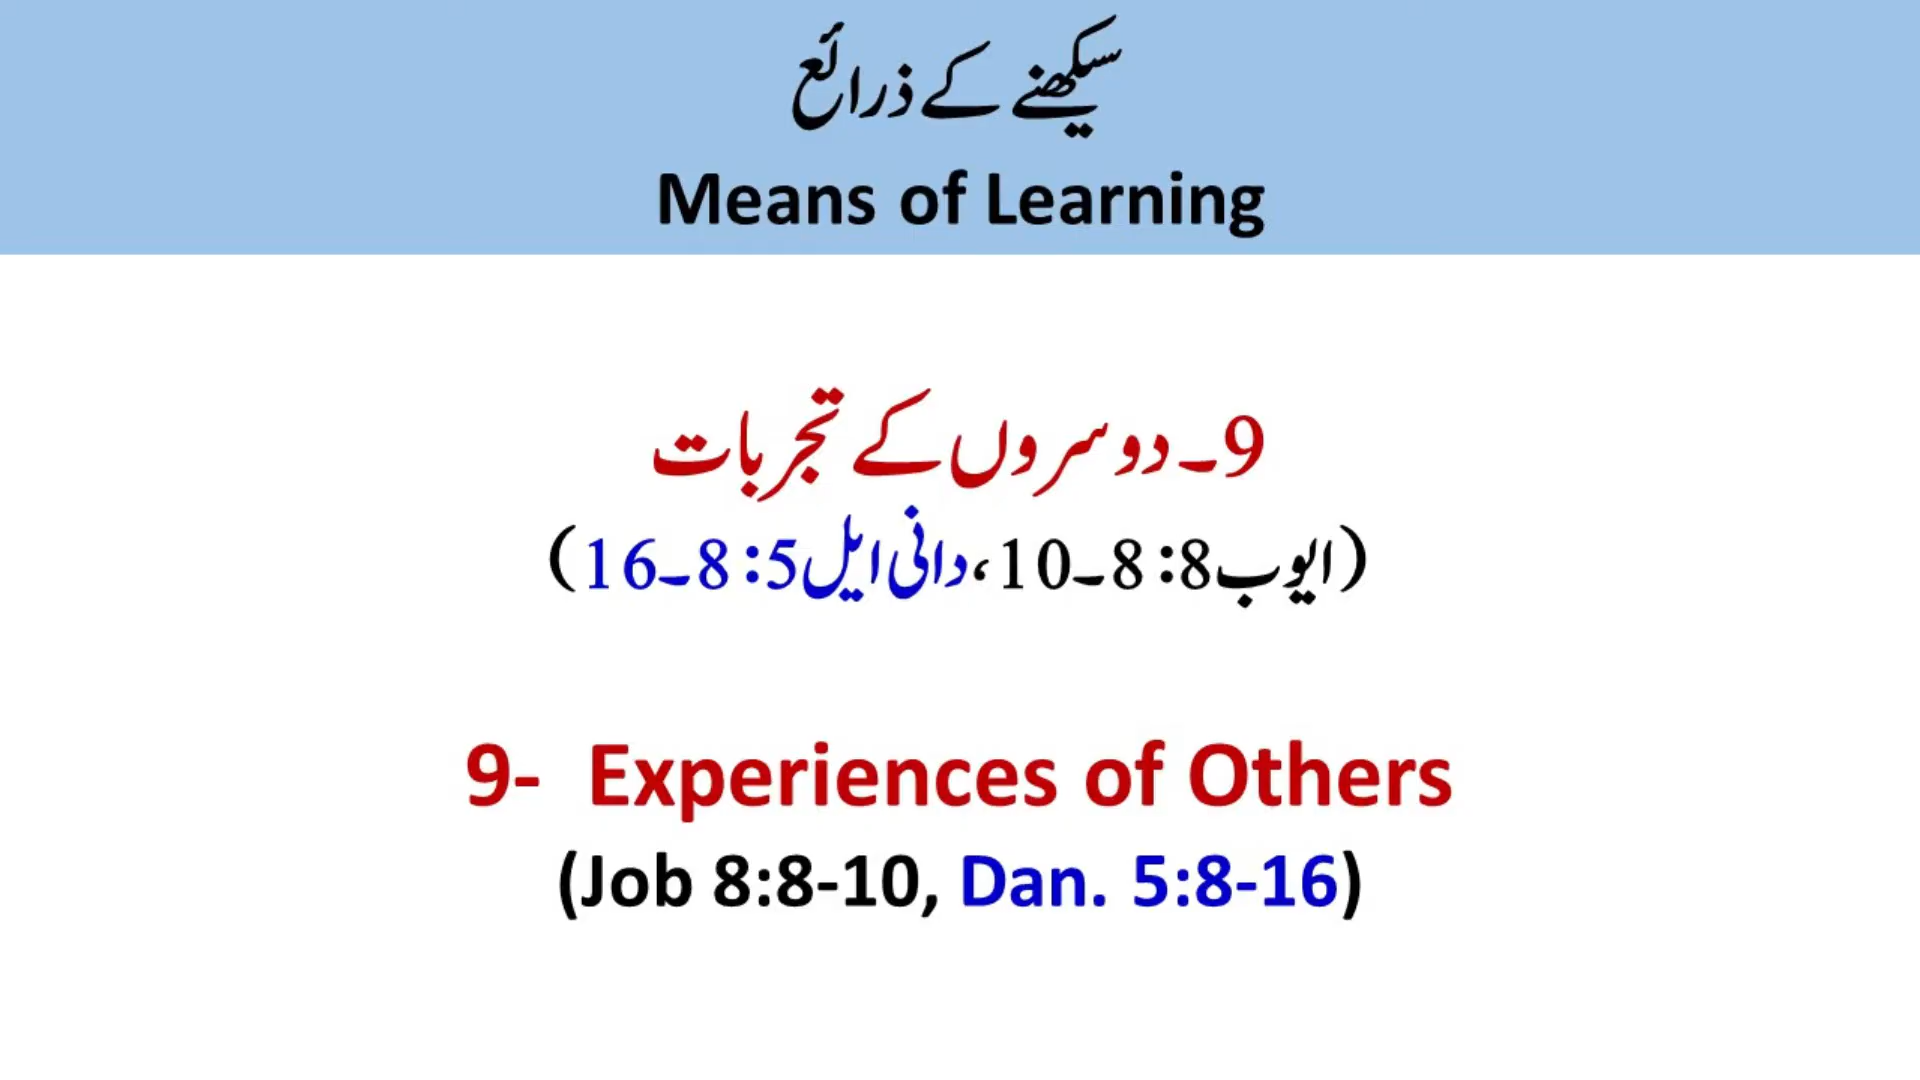 سیکھنے کے ذرائع
Means of Learning
9۔ دوسروں کے تجربات
(ایوب 8: 8۔10، دانی ایل 5: 8۔16)
9- Experiences of Others
(Job 8:8-10, Dan. 5:8-16)